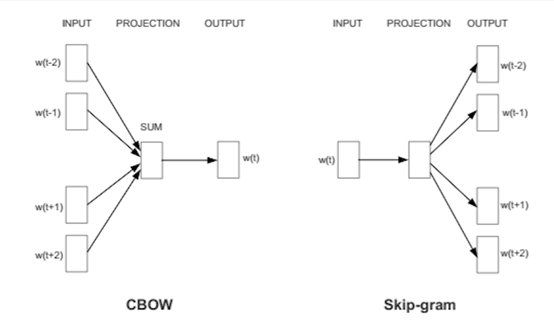 INPUT PROJECTION OUTPUT
w(t-2)
w(t-1)
SUM
w(t)
w(t+1)
w(t+2)
CBOW
INPUT PROJECTION OUTPUT
w(t-2)
w(t-1)
w(t)
w(t+1)
w(t+2)
Skip-gram